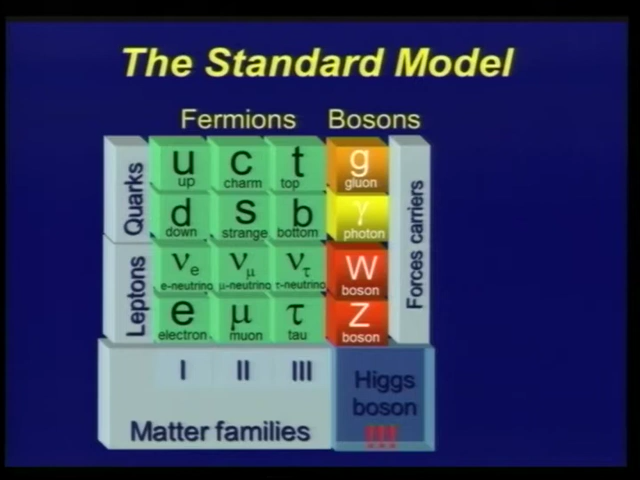 The Standard Model
Fermions Bosons
Quarks
u c t g
up charm top gluon
d s b γ
down strange bottom photon
Forces carriers
Leptons
νe νμ ντ W
e-neutrino μ-neutrino τ-neutrino boson
e μ τ Z
electron muon tau boson
I II III
Higgs
boson
!!!
Matter families